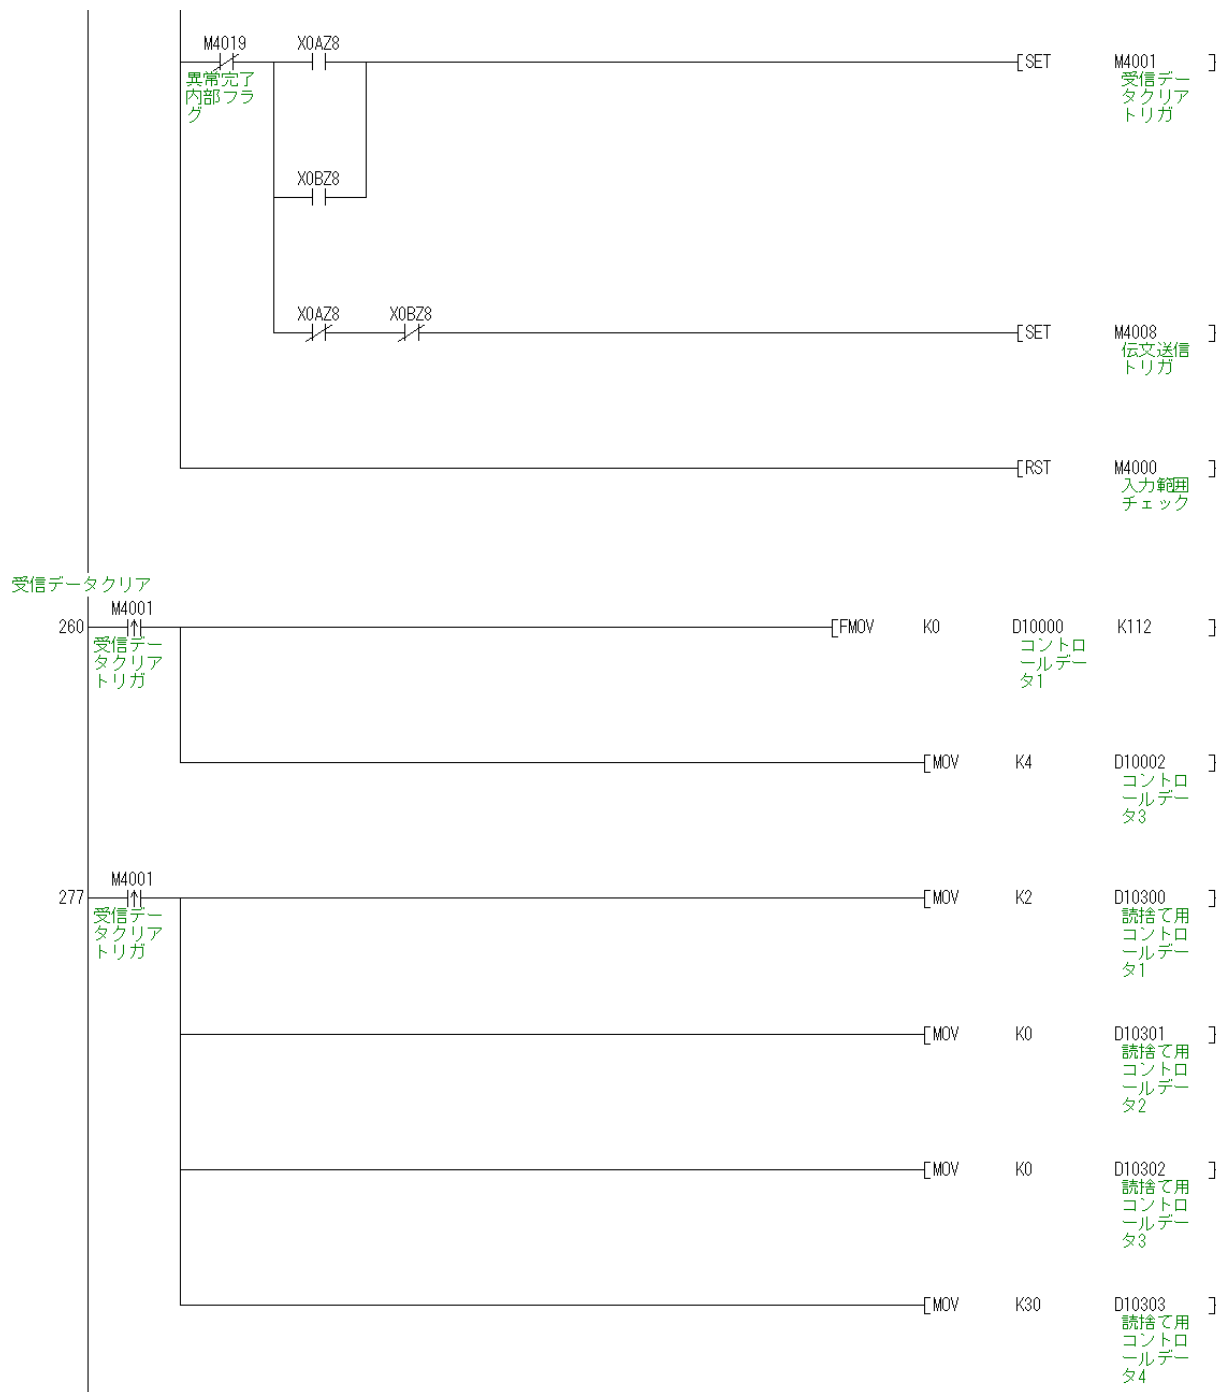 M4019 X0AZ8
[SET M4001 ]
異常完了
内部フラ
グ
受信デー
タクリア
トリガ
X0BZ8
X0AZ8 X0BZ8
[SET M4008 ]
伝文送信
トリガ
[RST M4000 ]
入力範囲
チェック
受信データクリア
M4001
260 [FMOV K0 D10000 K112 ]
受信デー
タクリア
トリガ
コントロ
ールデー
タ1
[MOV K4 D10002 ]
コントロ
ールデー
タ3
M4001
277 [MOV K2 D10300 ]
受信デー
タクリア
トリガ
読捨て用
コントロ
ールデー
タ1
[MOV K0 D10301 ]
読捨て用
コントロ
ールデー
タ2
[MOV K0 D10302 ]
読捨て用
コントロ
ールデー
タ3
[MOV K30 D10303 ]
読捨て用
コントロ
ールデー
タ4